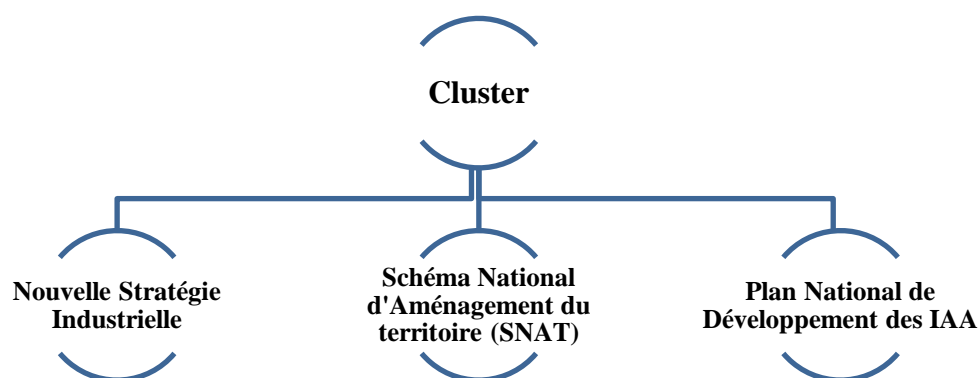 Cluster
Nouvelle Stratégie
Industrielle
Schéma National
d'Aménagement du
territoire (SNAT)
Plan National de
Développement des IAA